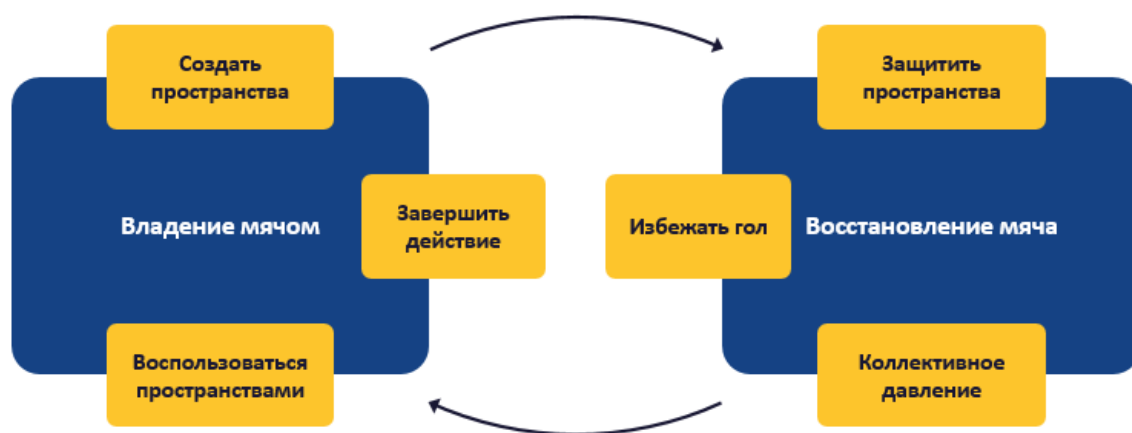 Создать
пространства
Владение мячом
Завершить
действие
Воспользоваться
пространствами
Защитить
пространства
Избежать гол
Восстановление мяча
Коллективное
давление